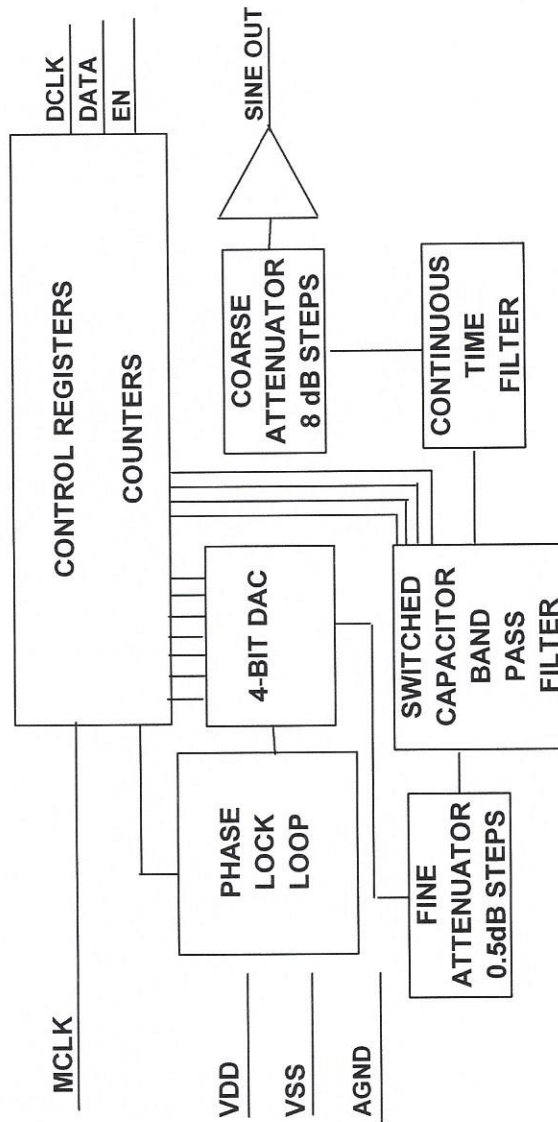 MCLK
CONTROL REGISTERS
COUNTERS
DCLK
DATA
EN
VDD
VSS
AGND
PHASE
LOCK
LOOP
4-BIT DAC
COARSE
ATTENUATOR
8 dB STEPS
SINE OUT
FINE
ATTENUATOR
0.5dB STEPS
SWITCHED
CAPACITOR
BAND
PASS
FILTER
CONTINUOUS
TIME
FILTER